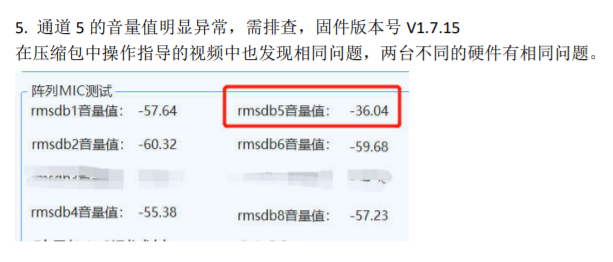 5. 通道 5 的音量值明显异常，需排查，固件版本号 V1.7.15
在压缩包中操作指导的视频中也发现相同问题，两台不同的硬件有相同问题。
阵列MIC测试
rmsdb1音量值： -57.64 rmsdb5音量值： -36.04
rmsdb2音量值： -60.32 rmsdb6音量值： -59.68
rmsdb4音量值： -55.38 rmsdb8音量值： -57.23